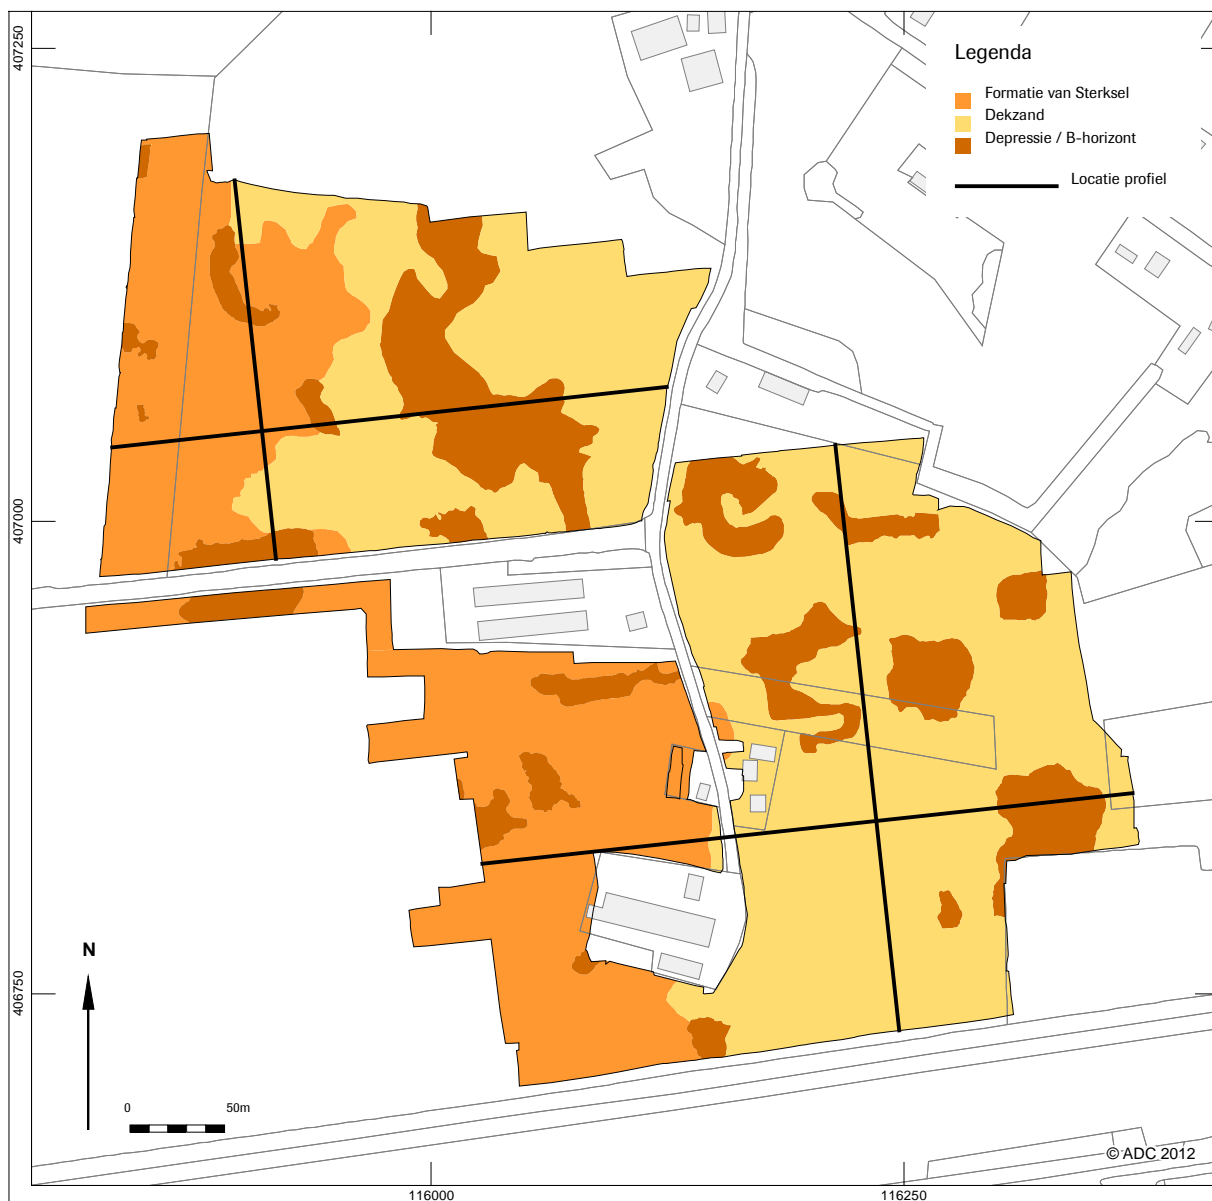 407250
Legenda
Formatie van Sterksel
Dekzand
Depressie / B-horizont
Locatie profiel
407000
406750
N
0 50m
© ADC 2012
116000 116250